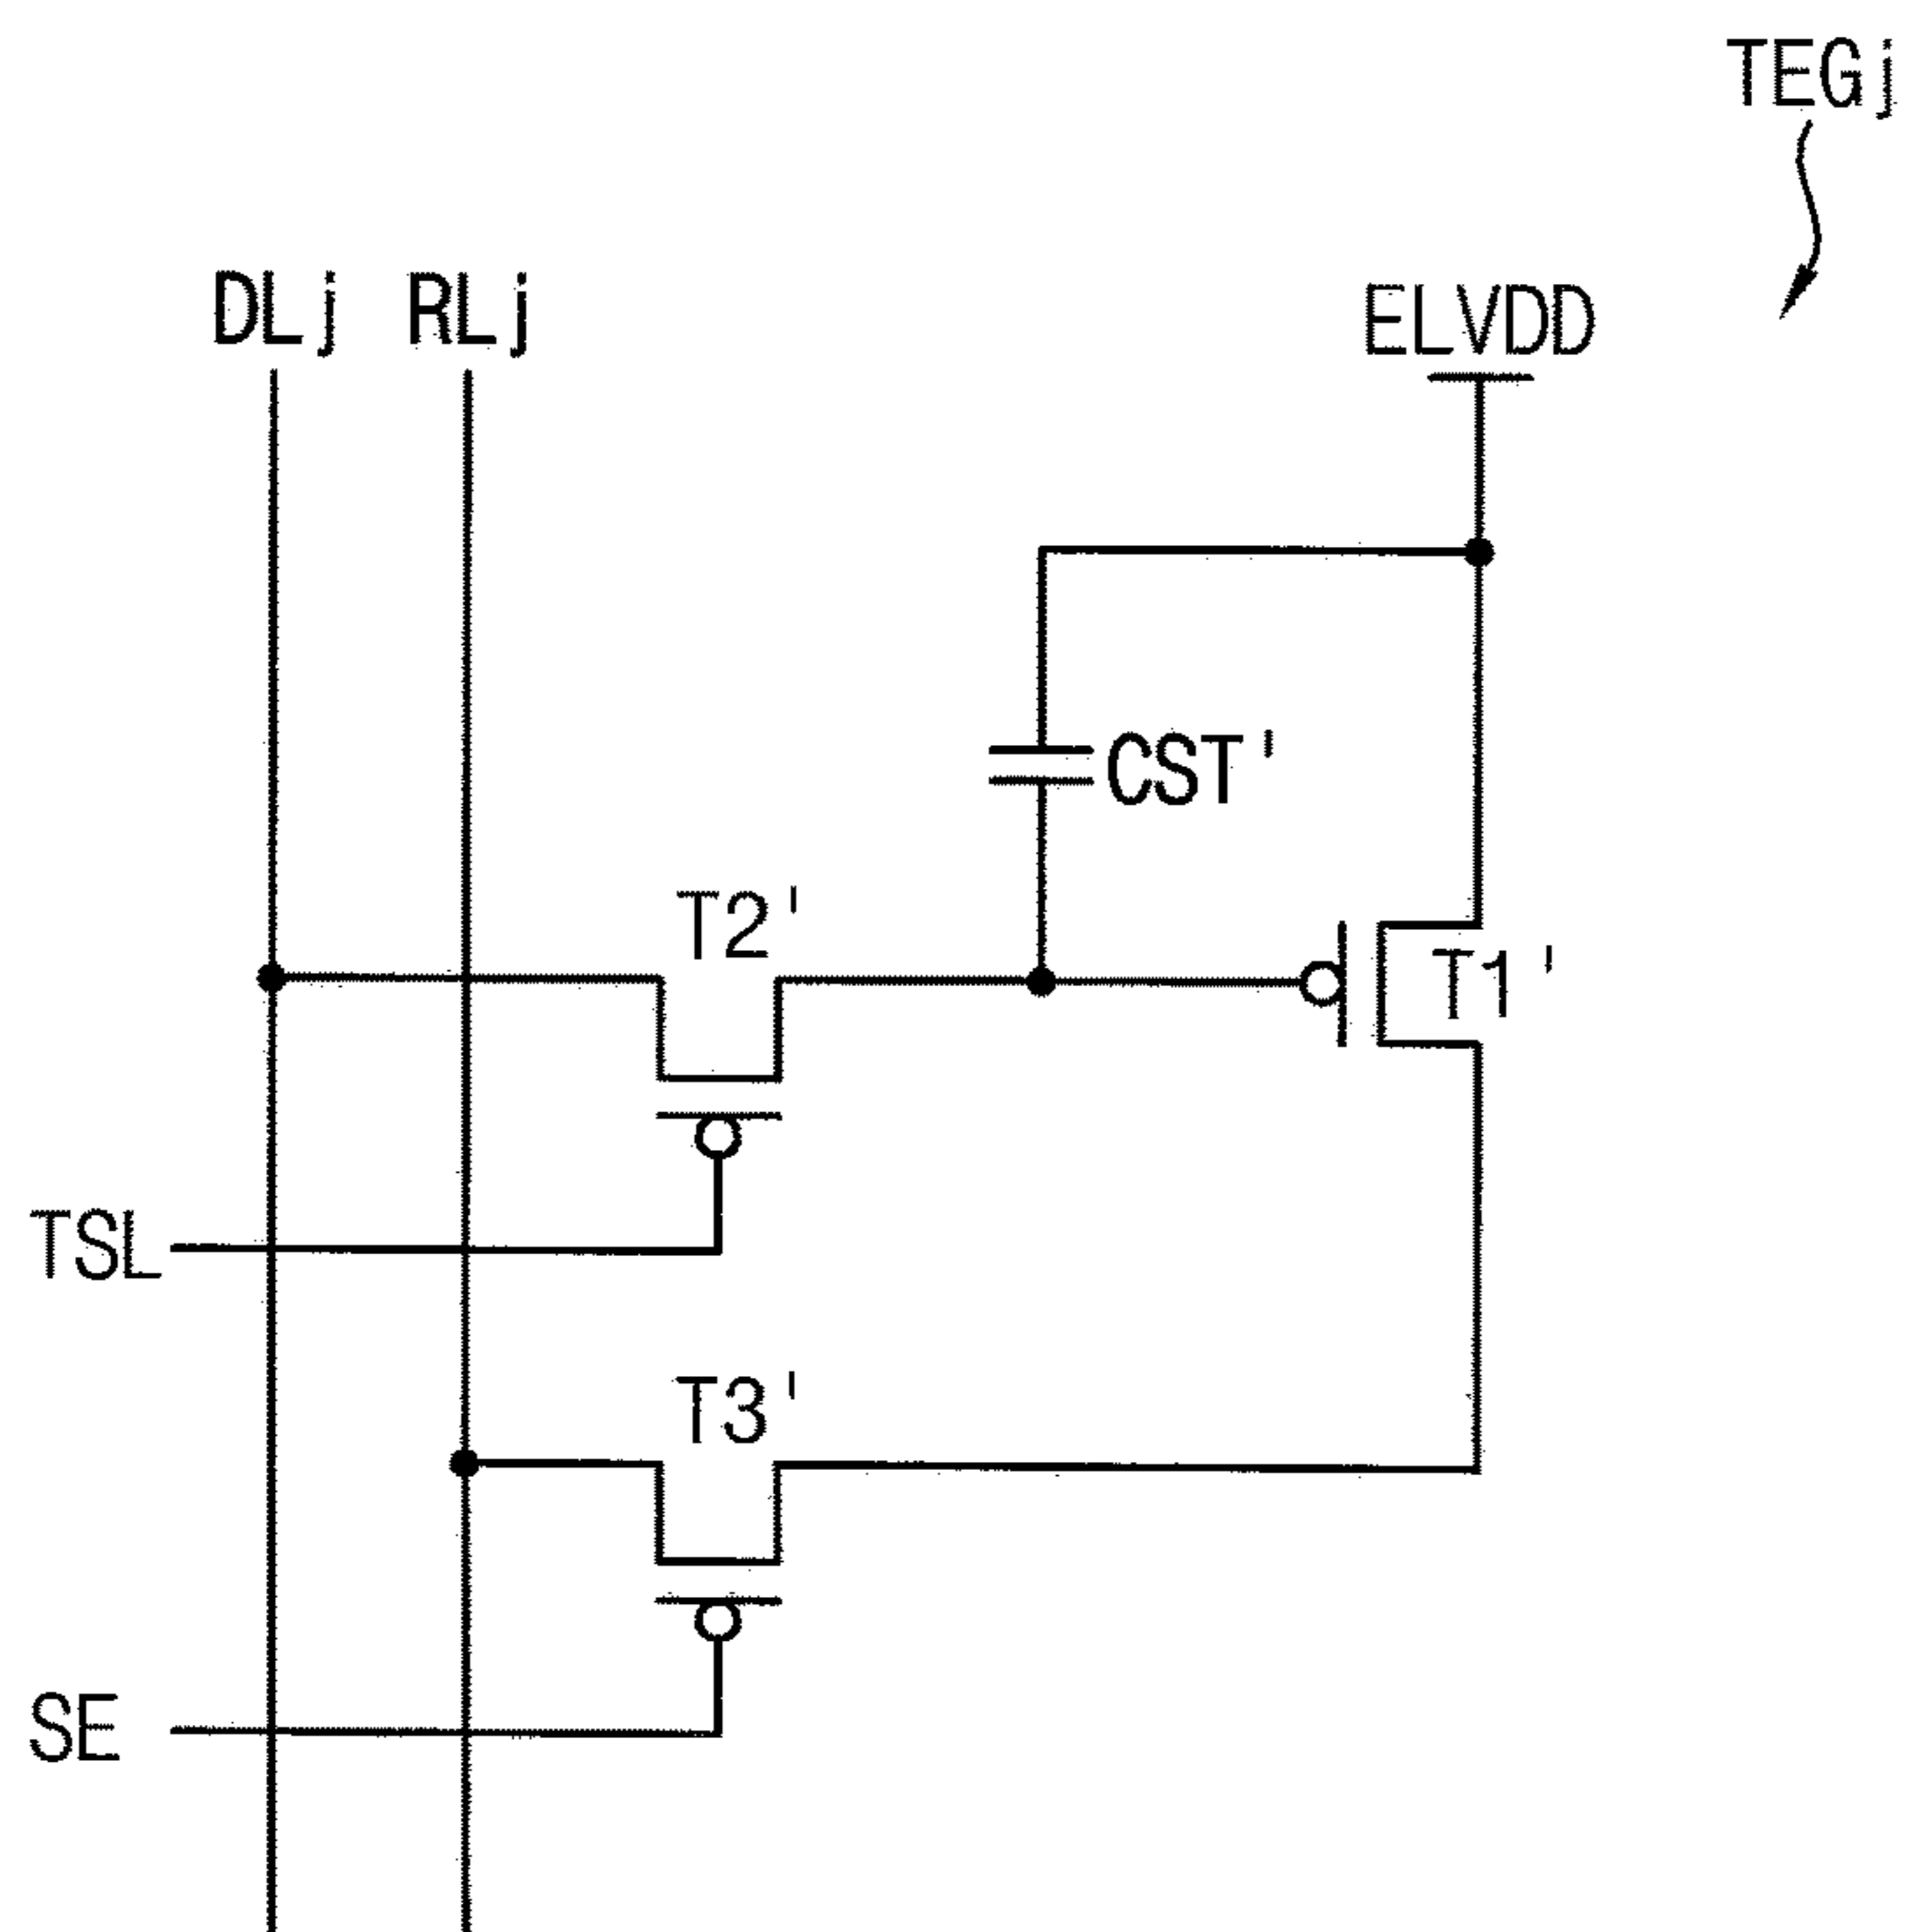 TEGj
DLj RLj ELVDD
CST'
T2'
T1'
TSL
T3'
SE